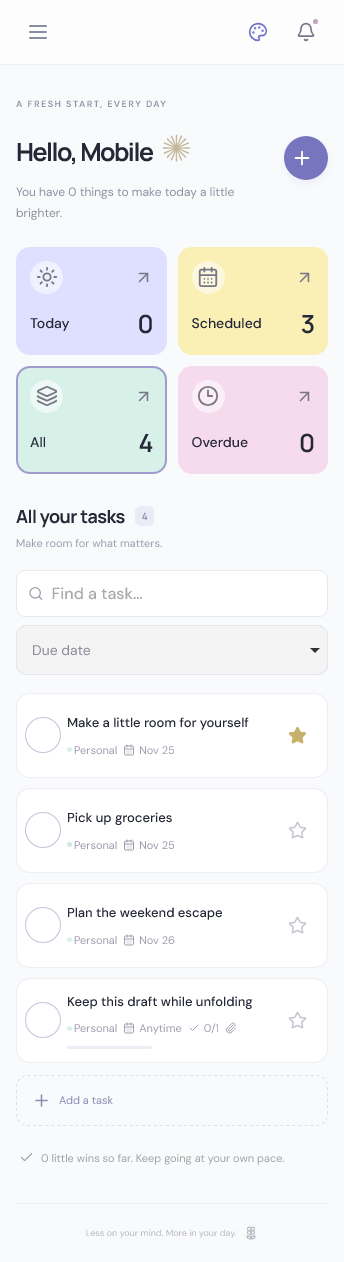 A FRESH START, EVERY DAY
Hello, Mobile
You have 0 things to make today a little
brighter.
Today 0
Scheduled 3
All 4
Overdue 0
All your tasks 4
Make room for what matters.
Find a task...
Due date
Make a little room for yourself
Personal Nov 25
Pick up groceries
Personal Nov 25
Plan the weekend escape
Personal Nov 26
Keep this draft while unfolding
Personal Anytime 0/1
Add a task
0 little wins so far. Keep going at your own pace.
Less on your mind. More in your day.